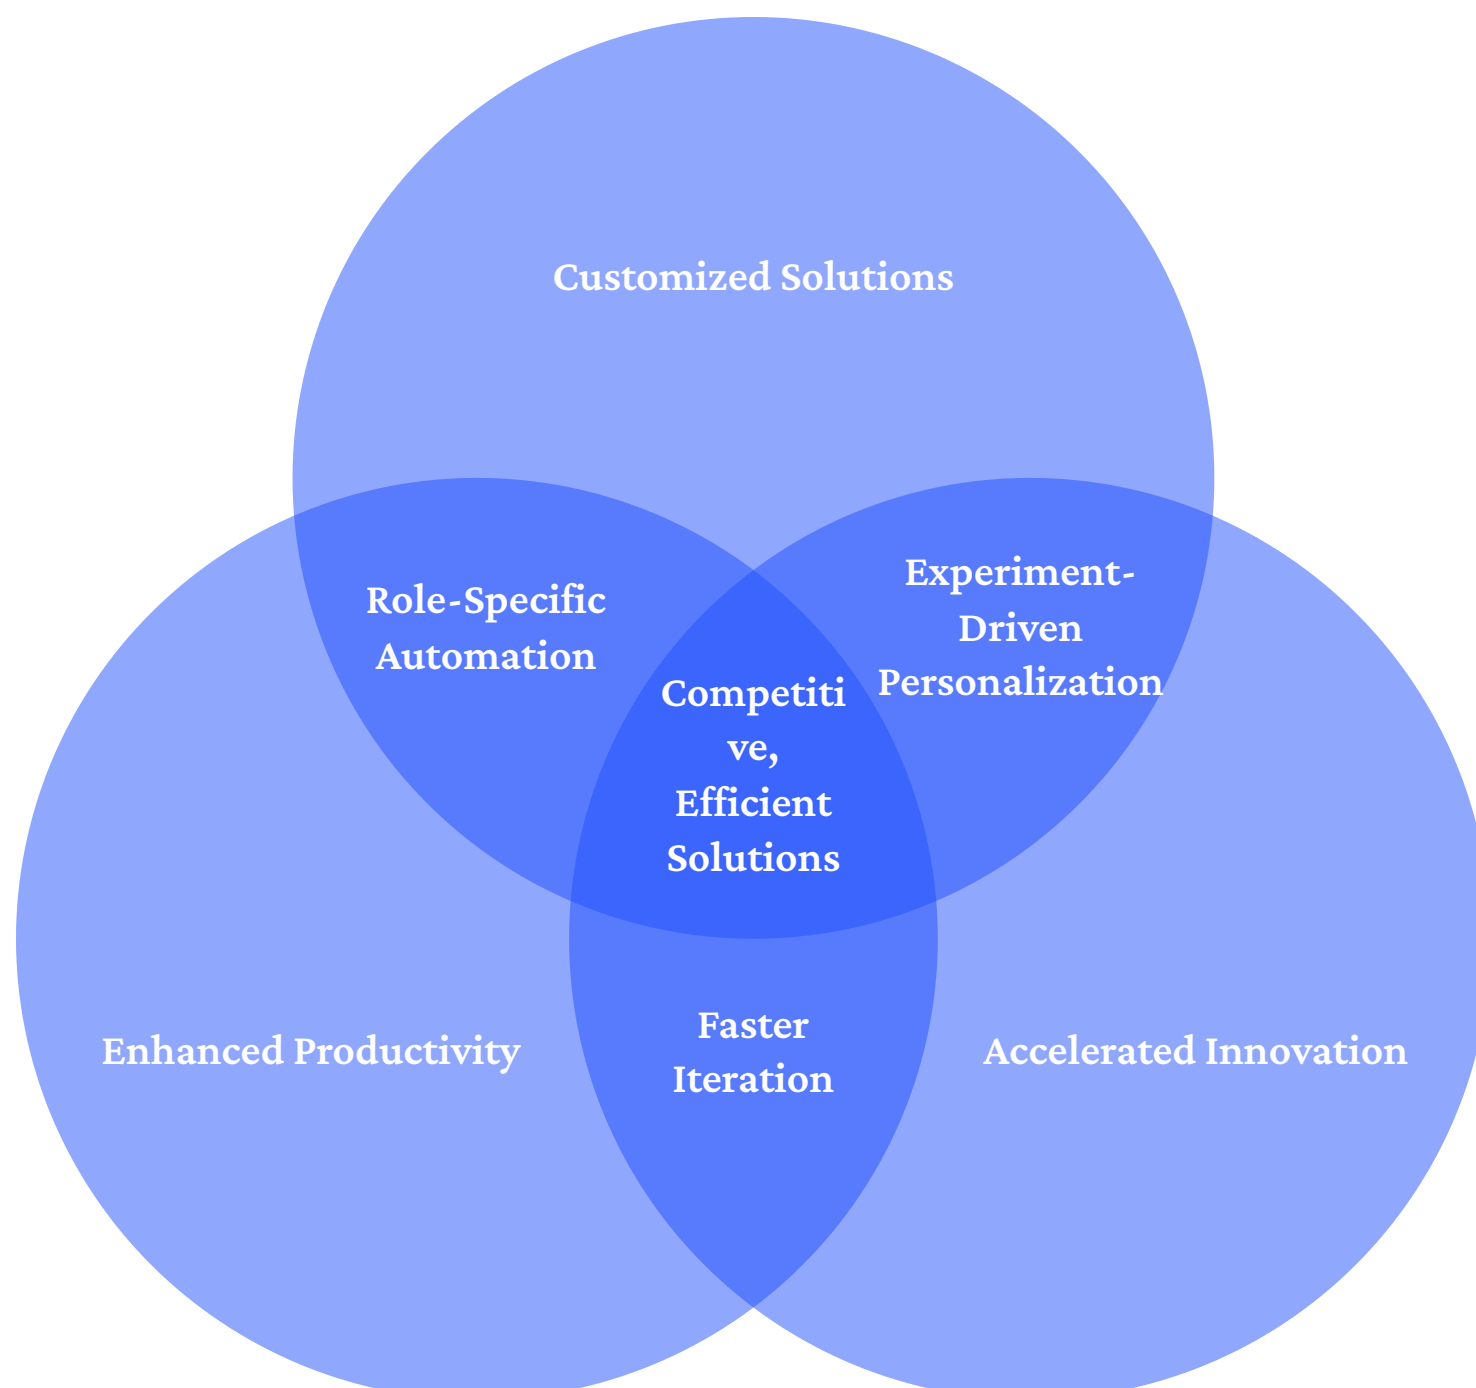 Customized Solutions
Role-Specific
Automation
Experiment-
Driven
Personalization
Competiti
ve,
Efficient
Solutions
Enhanced Productivity
Faster
Iteration
Accelerated Innovation